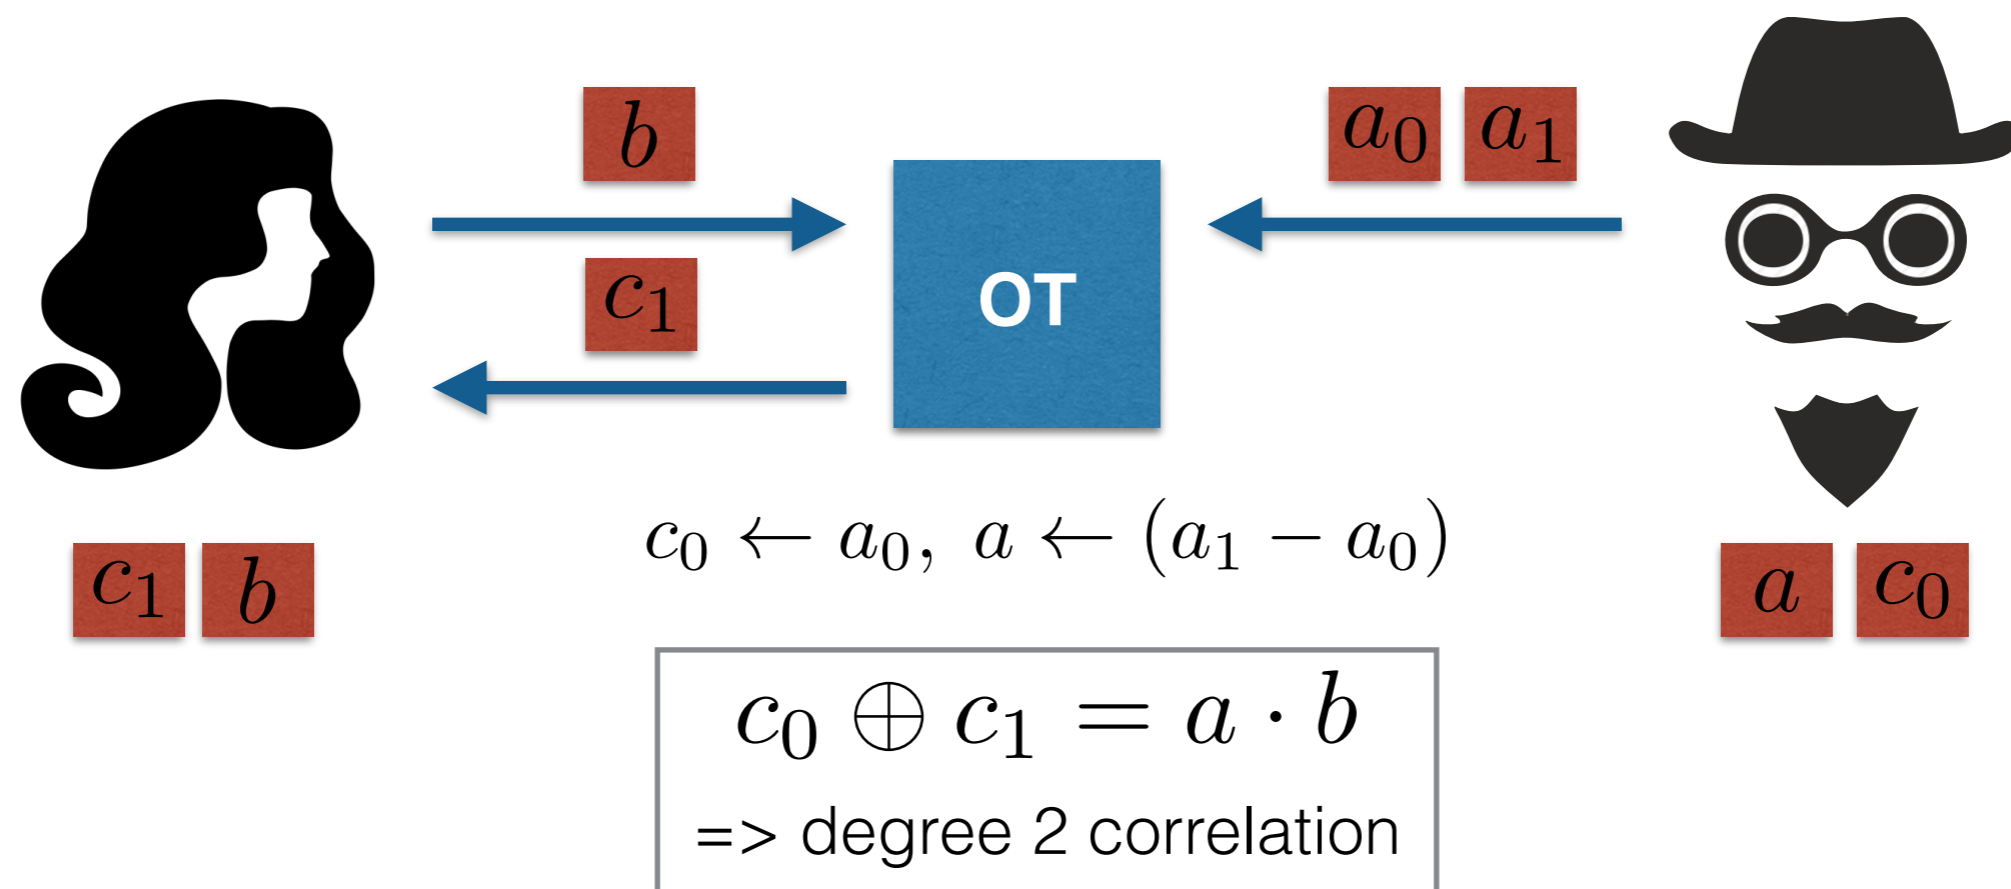 b
a₀ a₁
c₁
OT
c₀ ← a₀, a ← (a₁ − a₀)
c₁ b
a c₀
c₀ ⊕ c₁ = a · b
=> degree 2 correlation